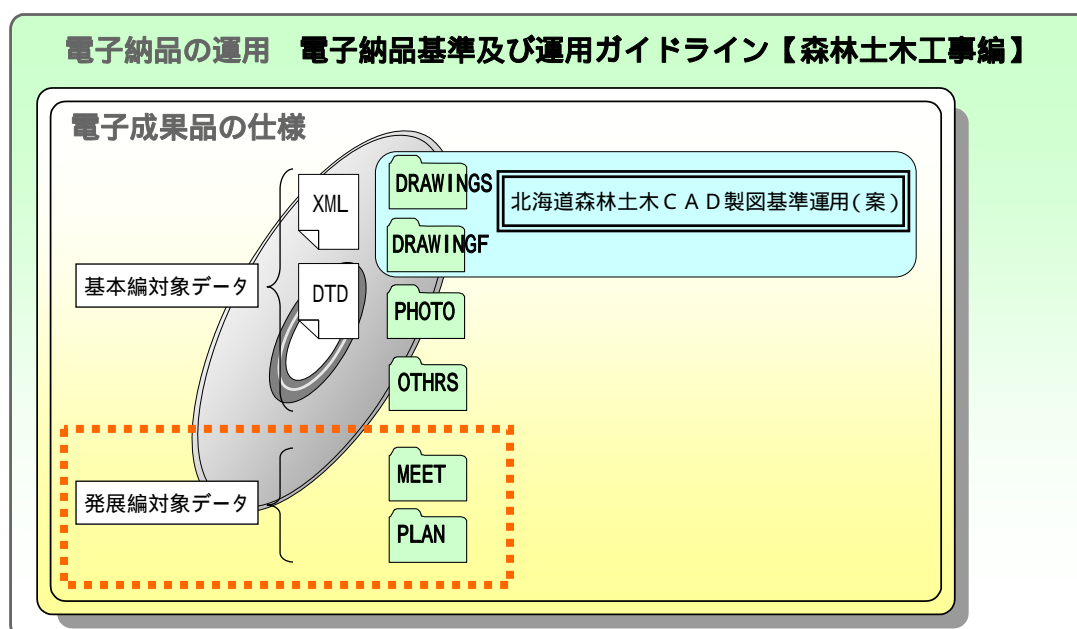 電子納品の運用　電子納品基準及び運用ガイドライン【森林土木工事編】
電子成果品の仕様
XML
DRAWINGS
北海道森林土木ＣＡＤ製図基準運用(案)
DRAWINGF
基本編対象データ
DTD
PHOTO
OTHRS
MEET
発展編対象データ
PLAN